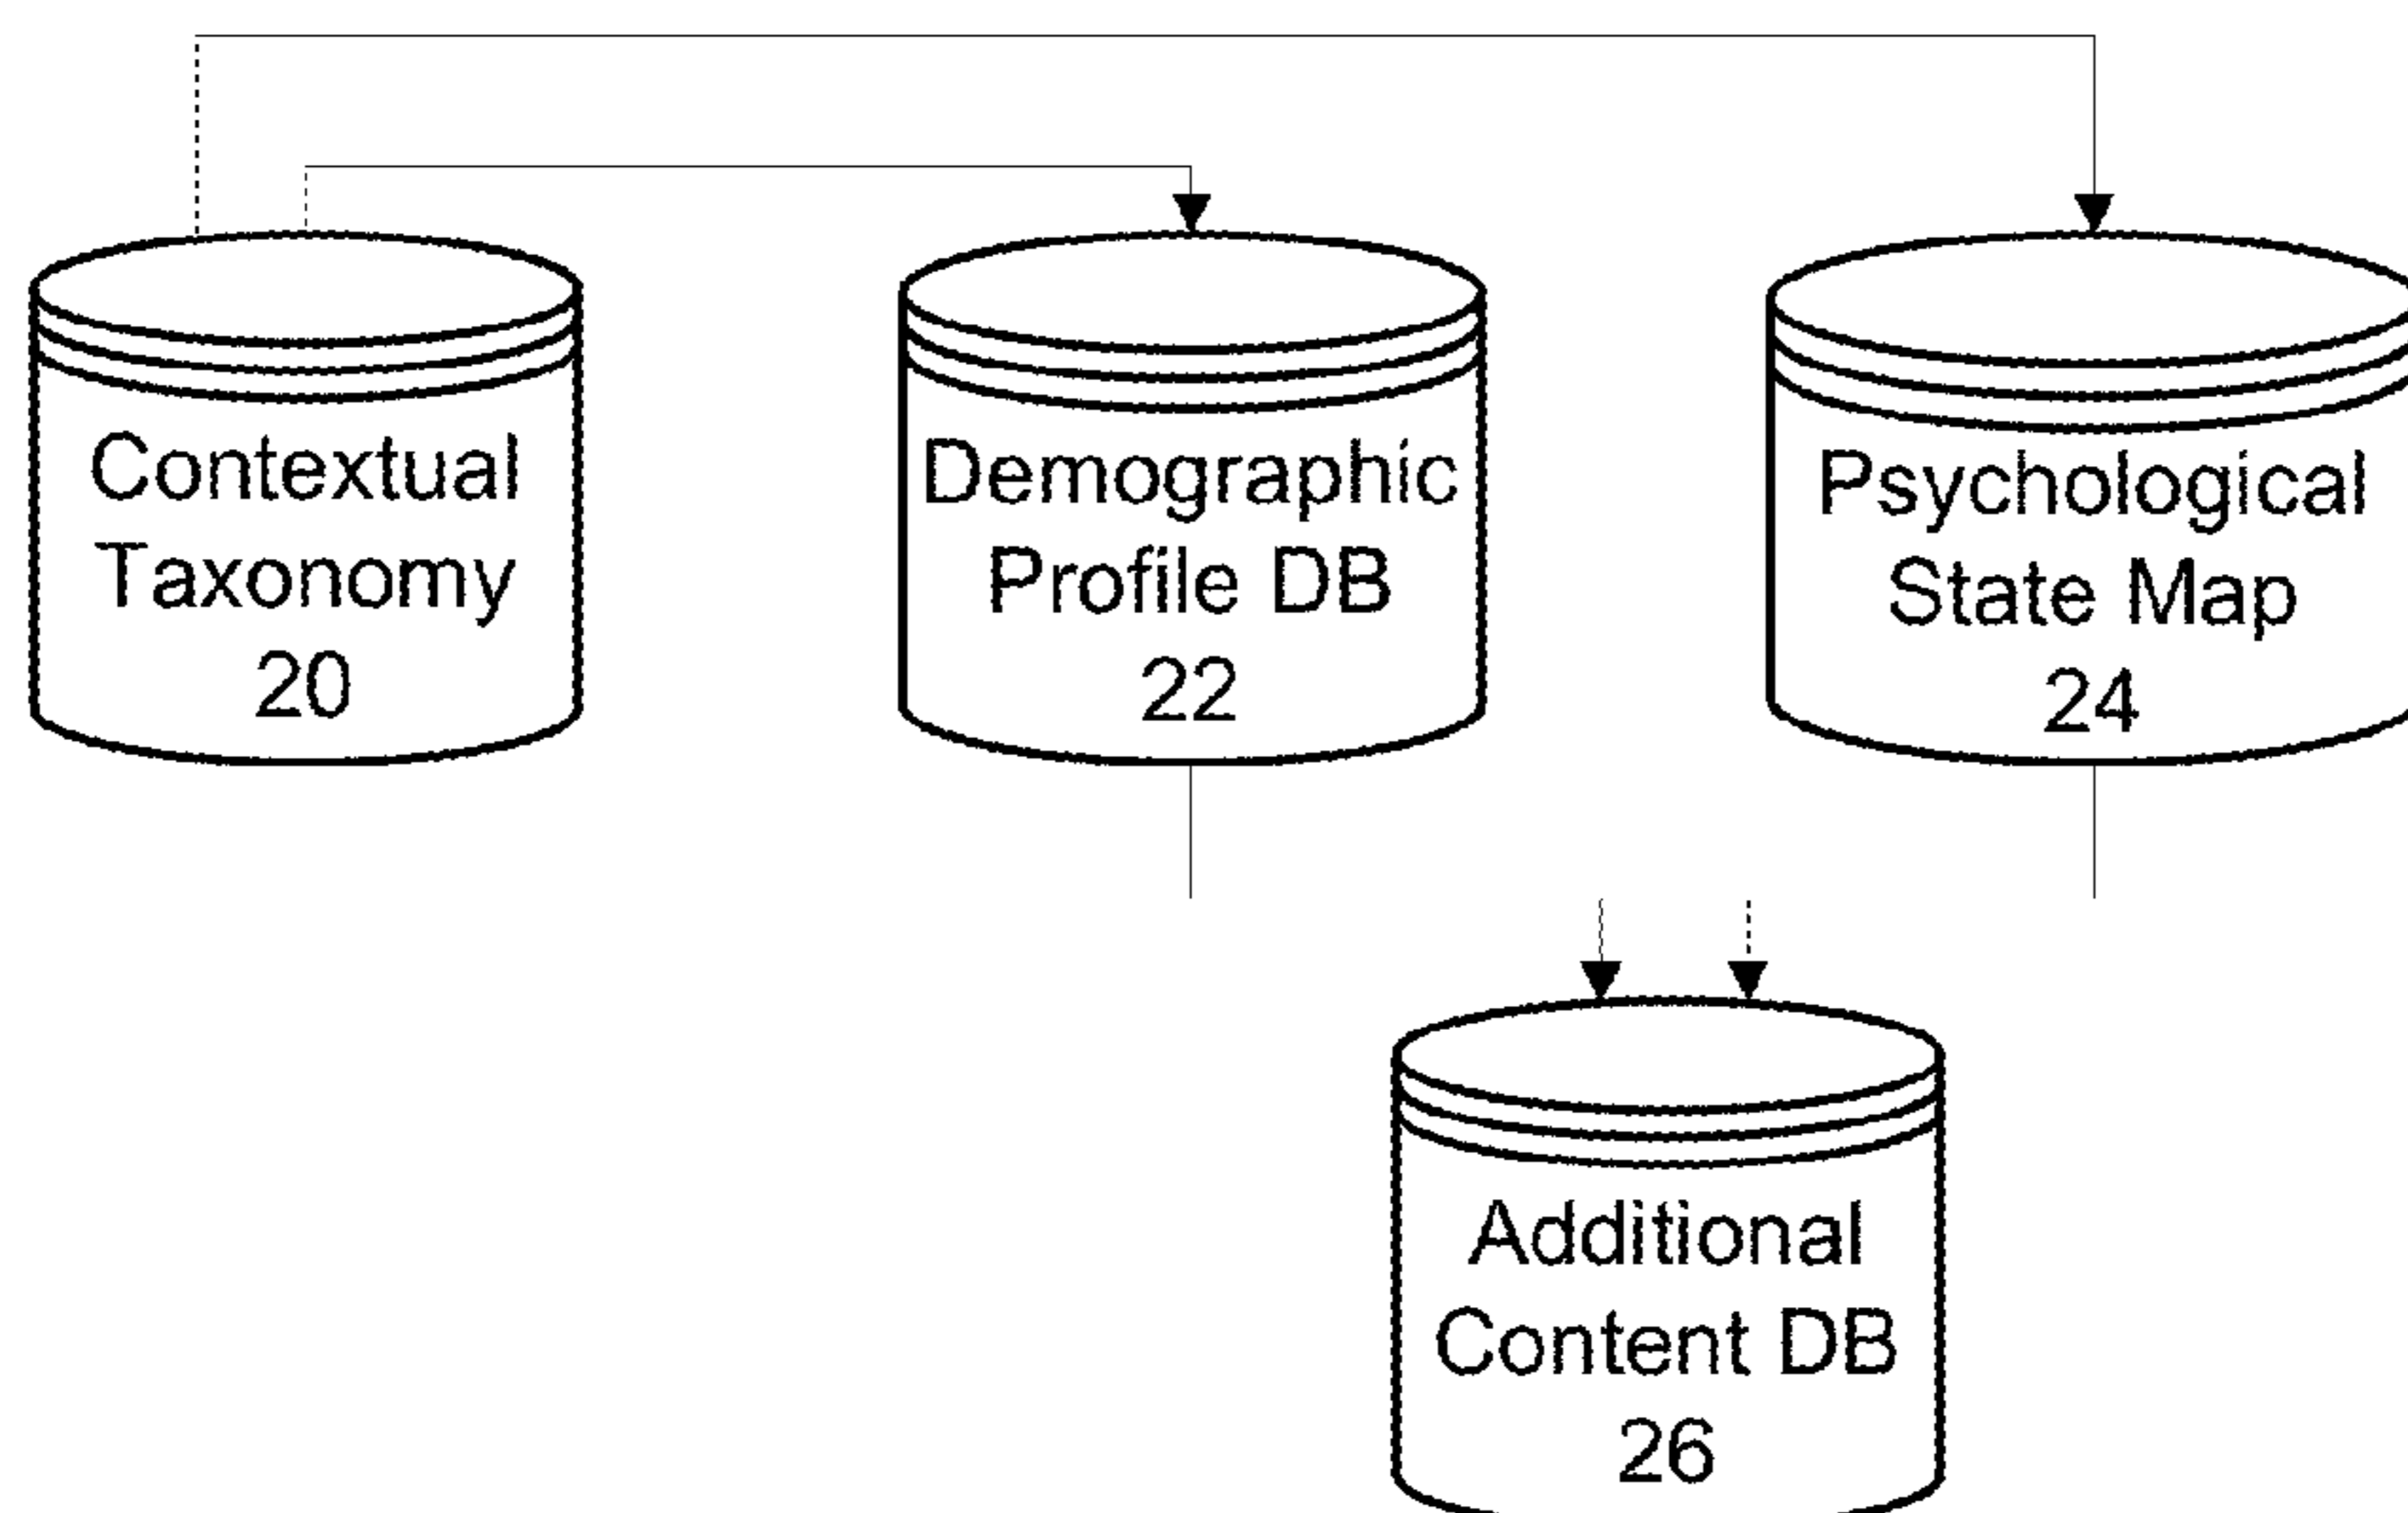 Contextual
Taxonomy
20
Demographic
Profile DB
22
Psychological
State Map
24
Additional
Content DB
26